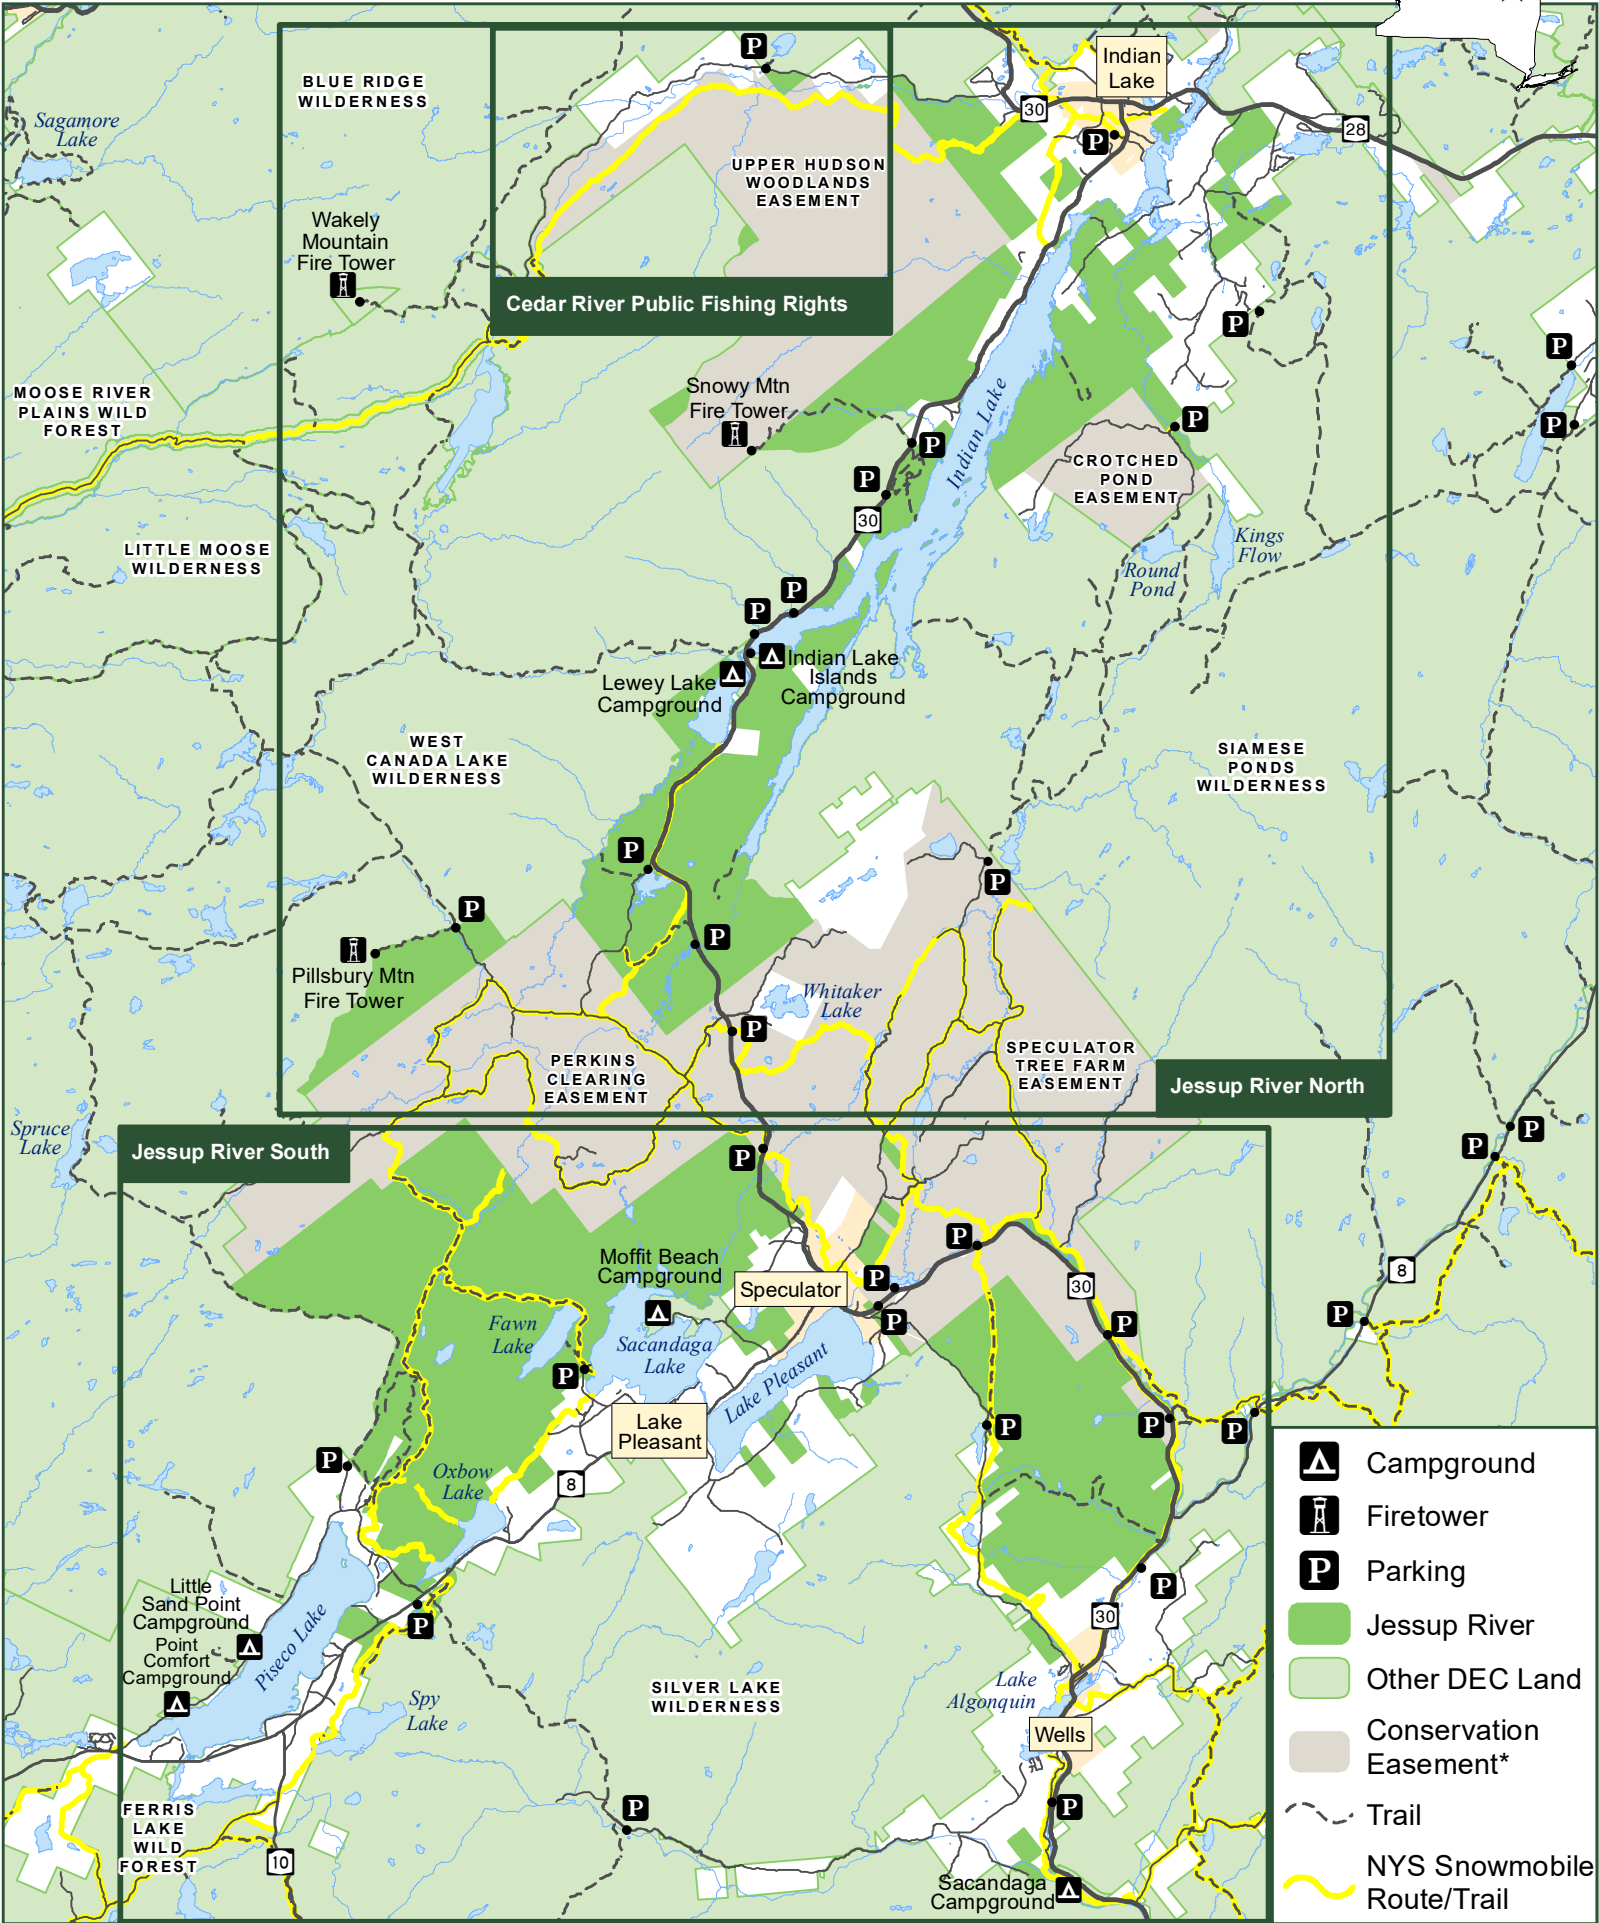 Indian
Lake
30
28
P
P
BLUE RIDGE
WILDERNESS
Sagamore
Lake
UPPER HUDSON
WOODLANDS
EASEMENT
Wakely
Mountain
Fire Tower
Cedar River Public Fishing Rights
P
P
P
MOOSE RIVER
PLAINS WILD
FOREST
Snowy Mtn
Fire Tower
Indian Lake
P
P
P
30
CROTCHED
POND
EASEMENT
LITTLE MOOSE
WILDERNESS
Kings
Flow
Round
Pond
P
P
Indian Lake
Islands
Campground
Lewey Lake
Campground
WEST
CANADA LAKE
WILDERNESS
SIAMESE
PONDS
WILDERNESS
P
P
P
P
Pillsbury Mtn
Fire Tower
Whitaker
Lake
P
PERKINS
CLEARING
EASEMENT
SPECULATOR
TREE FARM
EASEMENT
Jessup River North
Spruce
Lake
Jessup River South
P
P
P
Moffit Beach
Campground
Speculator
P
P
P
30
8
P
P
Fawn
Lake
Sacandaga
Lake
Lake Pleasant
P
Lake
Pleasant
P
P
P
P
Oxbow
Lake
8
Little
Sand Point
Campground
Point
Comfort
Campground
Piseco Lake
P
P
30
Spy
Lake
SILVER LAKE
WILDERNESS
Lake
Algonquin
Wells
FERRIS
LAKE
WILD
FOREST
P
P
10
Sacandaga
Campground
Campground
Firetower
P
Parking
Jessup River
Other DEC Land
Conservation
Easement*
Trail
NYS Snowmobile
Route/Trail